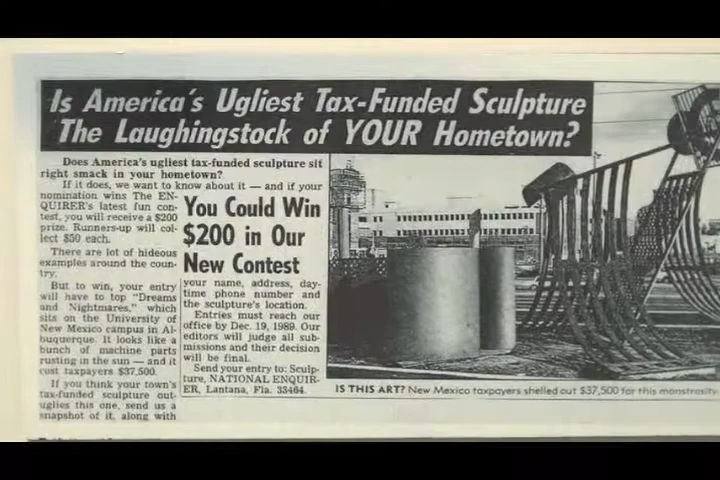 Is America's Ugliest Tax-Funded Sculpture
The Laughingstock of YOUR Hometown?
Does America's ugliest tax-funded sculpture sit
right smack in your hometown?
If it does, we want to know about it — and if your
nomination wins The EN-
QUIRER's latest fun con-
test, you will receive a $200
prize. Runners-up will col-
lect $50 each.
There are lot of hideous
examples around the coun-
try.
But to win, your entry
will have to top "Dreams
and Nightmares," which
sits on the University of
New Mexico campus in Al-
buquerque. It looks like a
bunch of machine parts
rusting in the sun — and it
cost taxpayers $37,500.
If you think your town's
tax-funded sculpture out-
uglies this one, send us a
snapshot of it, along with
You Could Win
$200 in Our
New Contest
your name, address, day-
time phone number and
the sculpture's location.
Entries must reach our
office by Dec. 19, 1989. Our
editors will judge all sub-
missions and their decision
will be final.
Send your entry to: Sculp-
ture, NATIONAL ENQUIR-
ER, Lantana, Fla. 33464.
IS THIS ART? New Mexico taxpayers shelled out $37,500 for this monstrosity